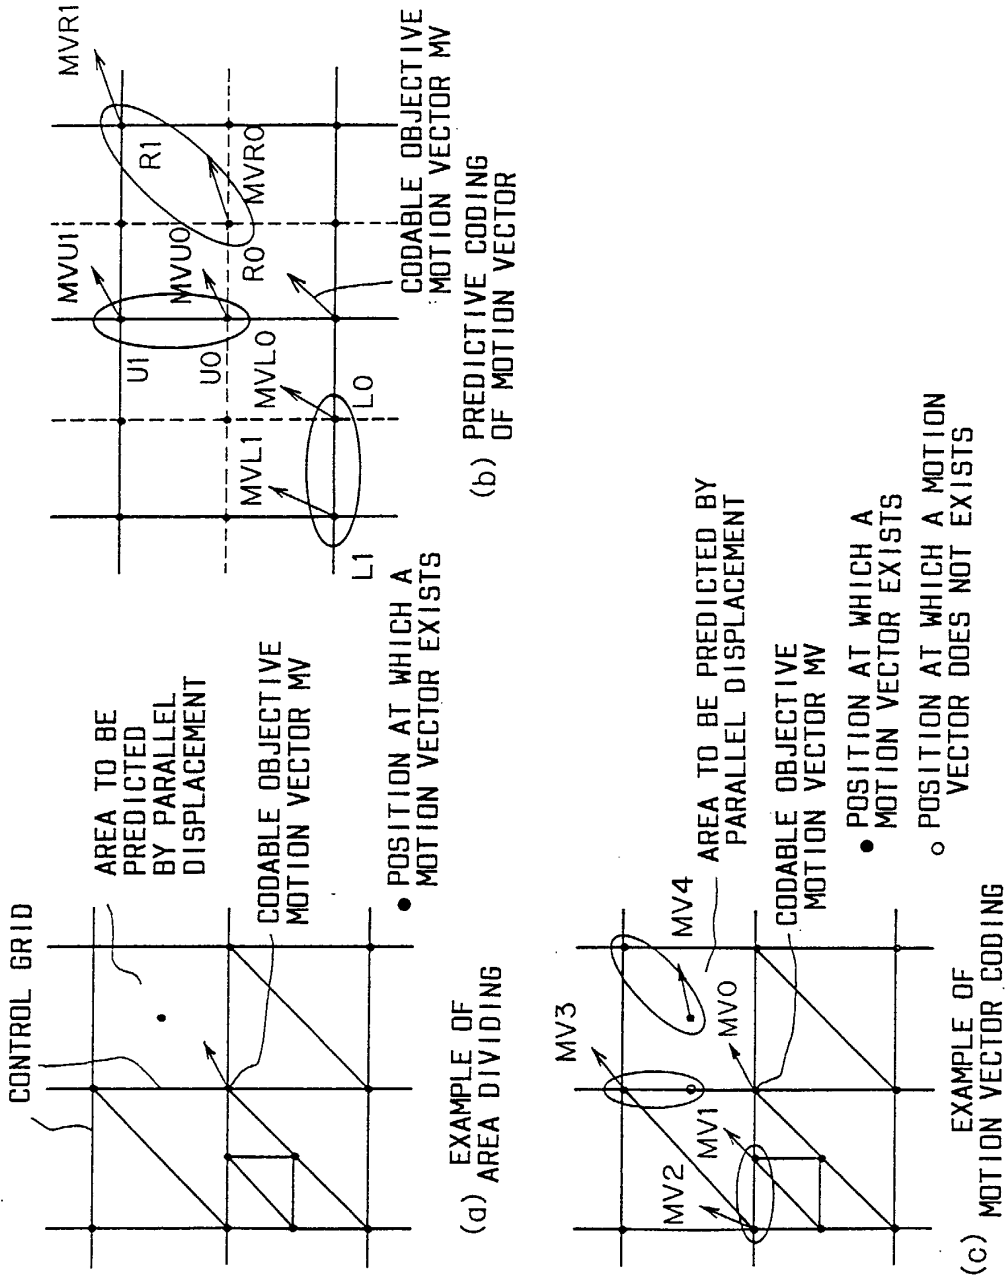 CONTROL GRID
AREA TO BE
PREDICTED
BY PARALLEL
DISPLACEMENT
CODABLE OBJECTIVE
MOTION VECTOR MV
● POSITION AT WHICH A
MOTION VECTOR EXISTS
(a) EXAMPLE OF
AREA DIVIDING
MVU1
MVR1
U1
R1
MVU0
U0
R0
MVR0
MVL1
MVL0
L1
L0
CODABLE OBJECTIVE
MOTION VECTOR MV
(b) PREDICTIVE CODING
OF MOTION VECTOR
MV3
MV4
MV2
MV1
MV0
AREA TO BE PREDICTED BY
PARALLEL DISPLACEMENT
CODABLE OBJECTIVE
MOTION VECTOR MV
● POSITION AT WHICH A
MOTION VECTOR EXISTS
○ POSITION AT WHICH A MOTION
VECTOR DOES NOT EXISTS
(c) EXAMPLE OF
MOTION VECTOR CODING